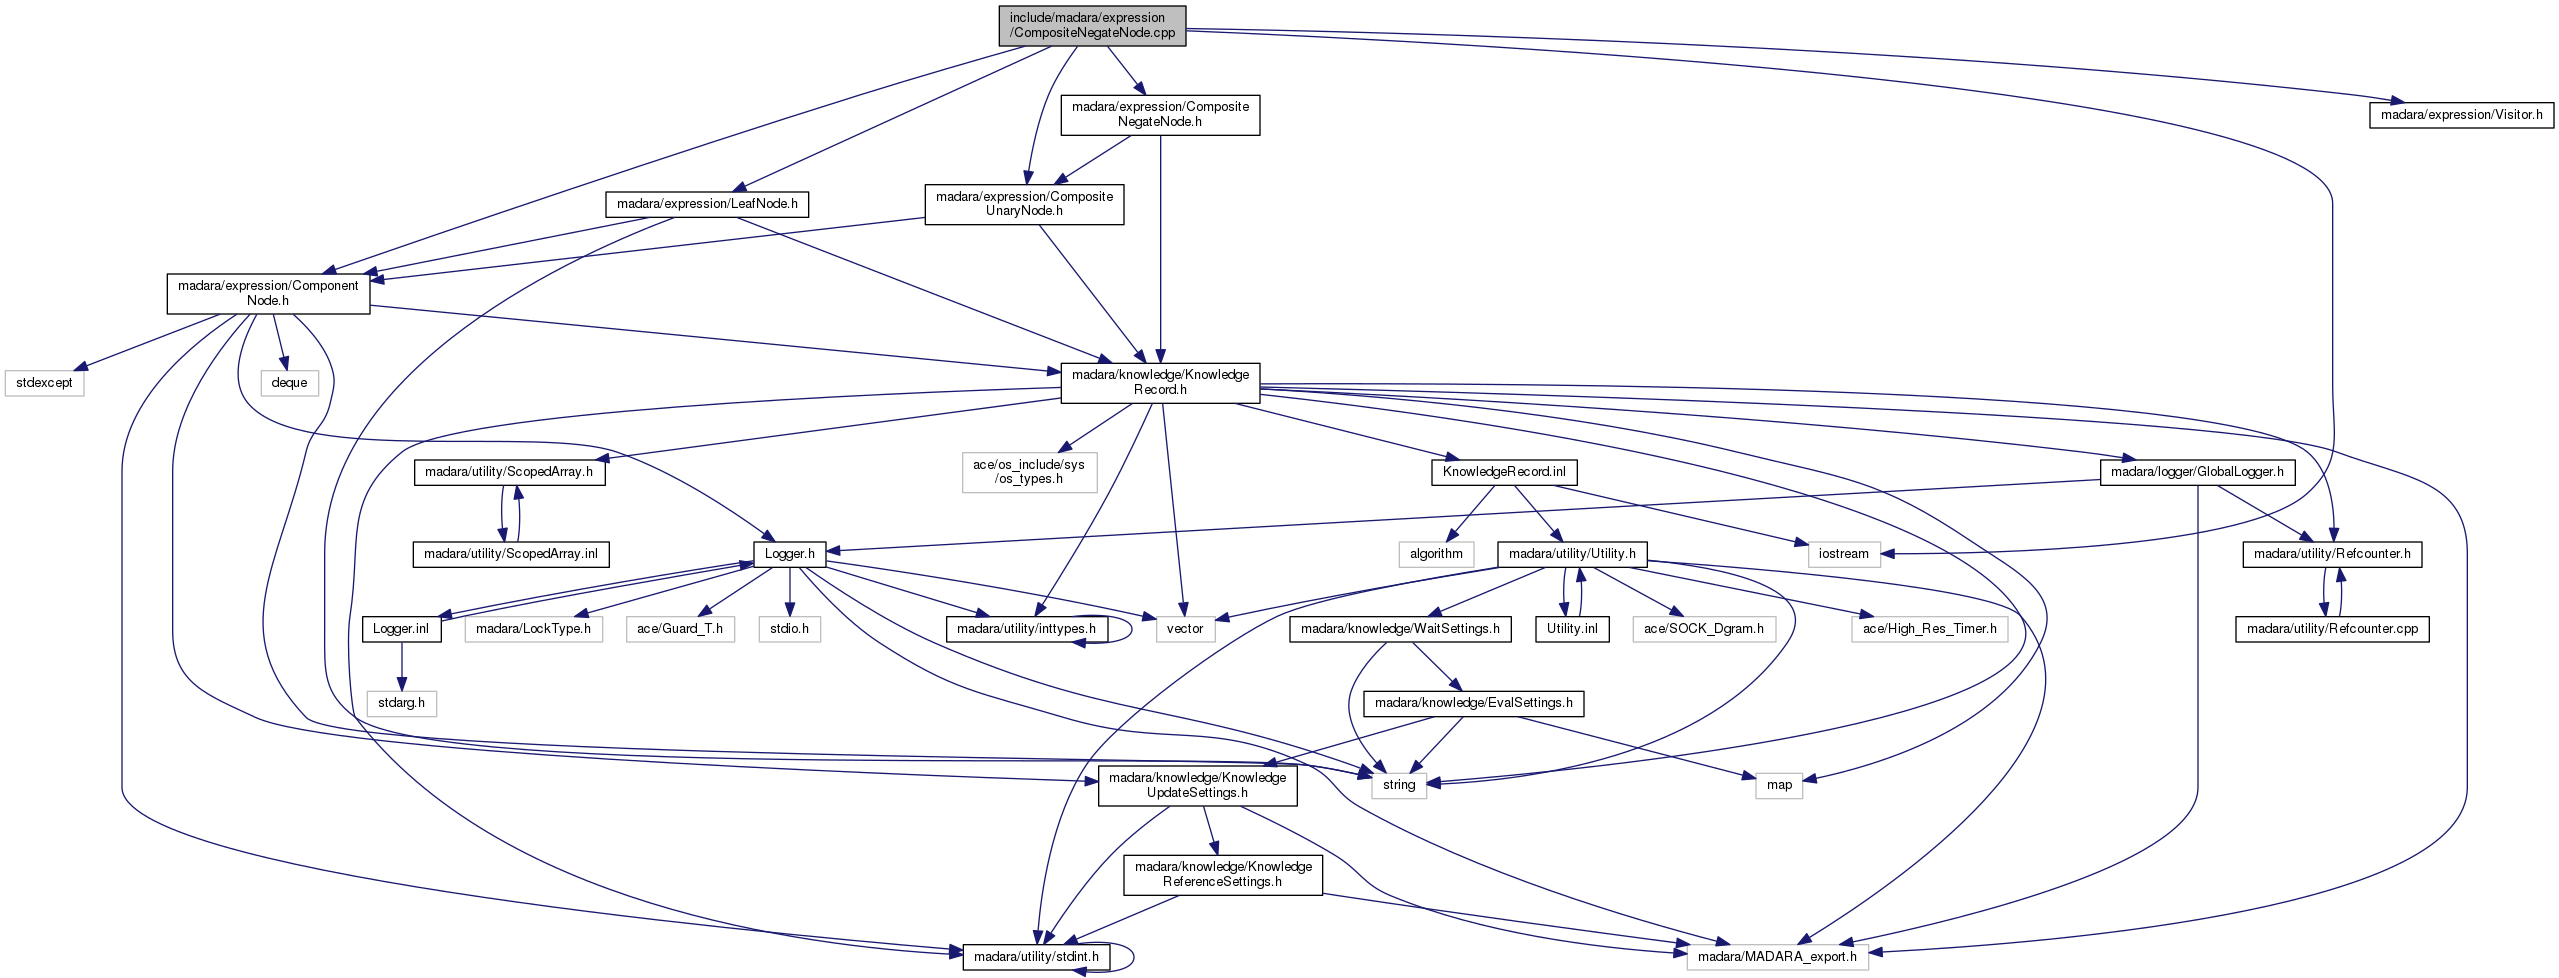 include/madara/expression
/CompositeNegateNode.cpp
madara/expression/Composite
NegateNode.h
madara/expression/Visitor.h
madara/expression/LeafNode.h
madara/expression/Composite
UnaryNode.h
madara/expression/Component
Node.h
stdexcept
deque
madara/knowledge/Knowledge
Record.h
madara/utility/ScopedArray.h
ace/os_include/sys
/os_types.h
KnowledgeRecord.inl
madara/logger/GlobalLogger.h
madara/utility/ScopedArray.inl
Logger.h
algorithm
madara/utility/Utility.h
iostream
madara/utility/Refcounter.h
Logger.inl
madara/LockType.h
ace/Guard_T.h
stdio.h
madara/utility/inttypes.h
vector
madara/knowledge/WaitSettings.h
Utility.inl
ace/SOCK_Dgram.h
ace/High_Res_Timer.h
madara/utility/Refcounter.cpp
stdarg.h
madara/knowledge/EvalSettings.h
madara/knowledge/Knowledge
UpdateSettings.h
string
map
madara/knowledge/Knowledge
ReferenceSettings.h
madara/utility/stdint.h
madara/MADARA_export.h